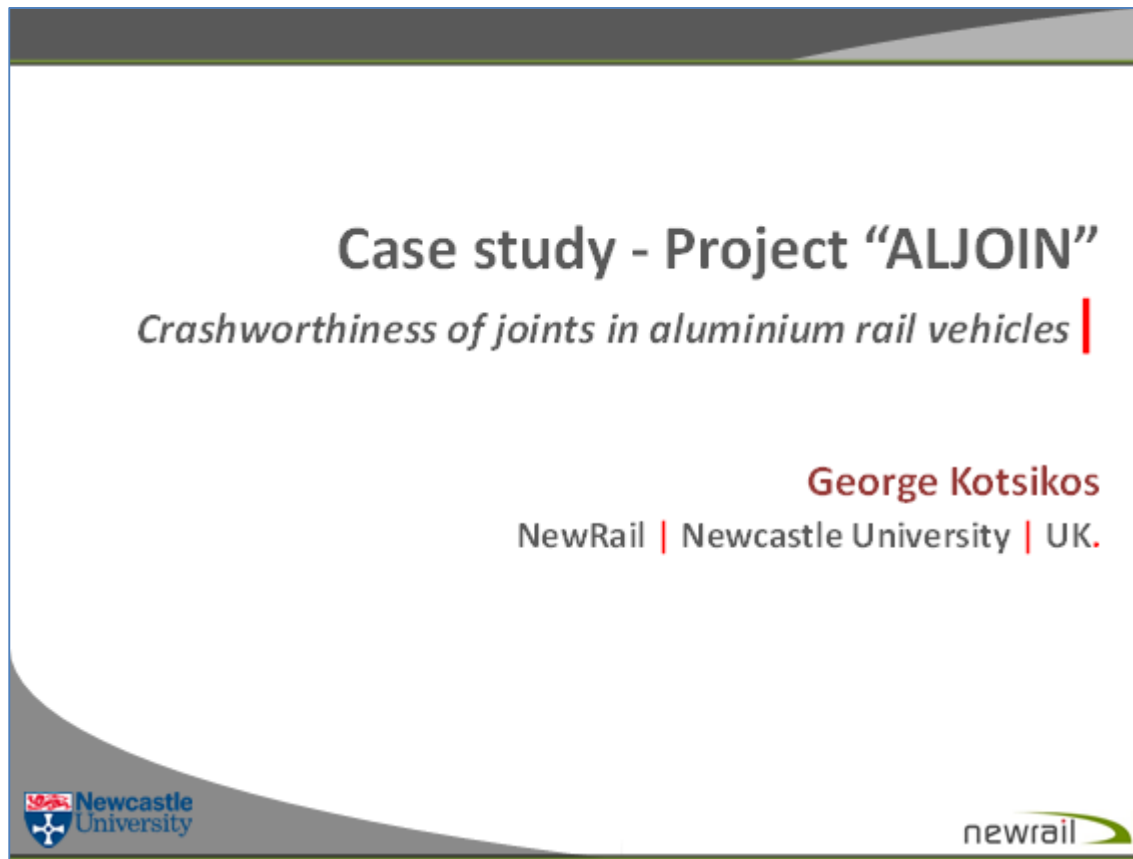 Case study - Project “ALJOIN”
Crashworthiness of joints in aluminium rail vehicles |
George Kotsikos
NewRail | Newcastle University | UK.
Newcastle
University
newrail